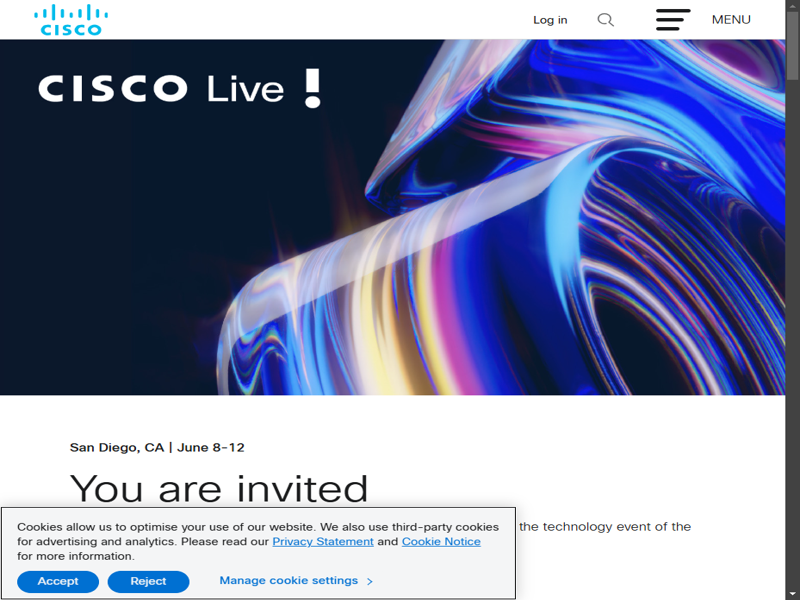 CISCO
Log in
MENU
CISCO Live !
San Diego, CA | June 8-12
You are invited
the technology event of the
Cookies allow us to optimise your use of our website. We also use third-party cookies
for advertising and analytics. Please read our Privacy Statement and Cookie Notice
for more information.
Accept
Reject
Manage cookie settings